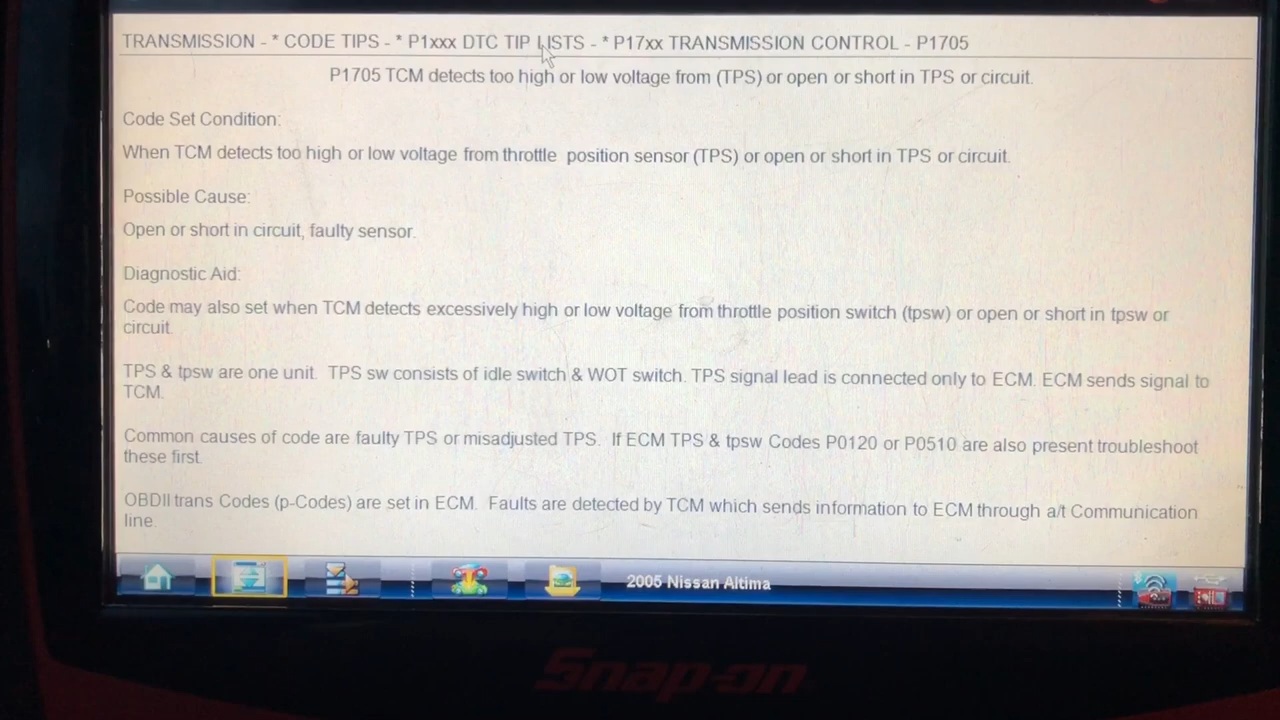 TRANSMISSION - * CODE TIPS - * P1xxx DTC TIP LISTS - * P17xx TRANSMISSION CONTROL - P1705
P1705 TCM detects too high or low voltage from (TPS) or open or short in TPS or circuit.
Code Set Condition:
When TCM detects too high or low voltage from throttle position sensor (TPS) or open or short in TPS or circuit.
Possible Cause:
Open or short in circuit, faulty sensor.
Diagnostic Aid:
Code may also set when TCM detects excessively high or low voltage from throttle position switch (tpsw) or open or short in tpsw or
circuit.
TPS & tpsw are one unit. TPS sw consists of idle switch & WOT switch. TPS signal lead is connected only to ECM. ECM sends signal to
TCM.
Common causes of code are faulty TPS or misadjusted TPS. If ECM TPS & tpsw Codes P0120 or P0510 are also present troubleshoot
these first.
OBDII trans Codes (p-Codes) are set in ECM. Faults are detected by TCM which sends information to ECM through a/t Communication
line.
2005 Nissan Altima
Snap-on